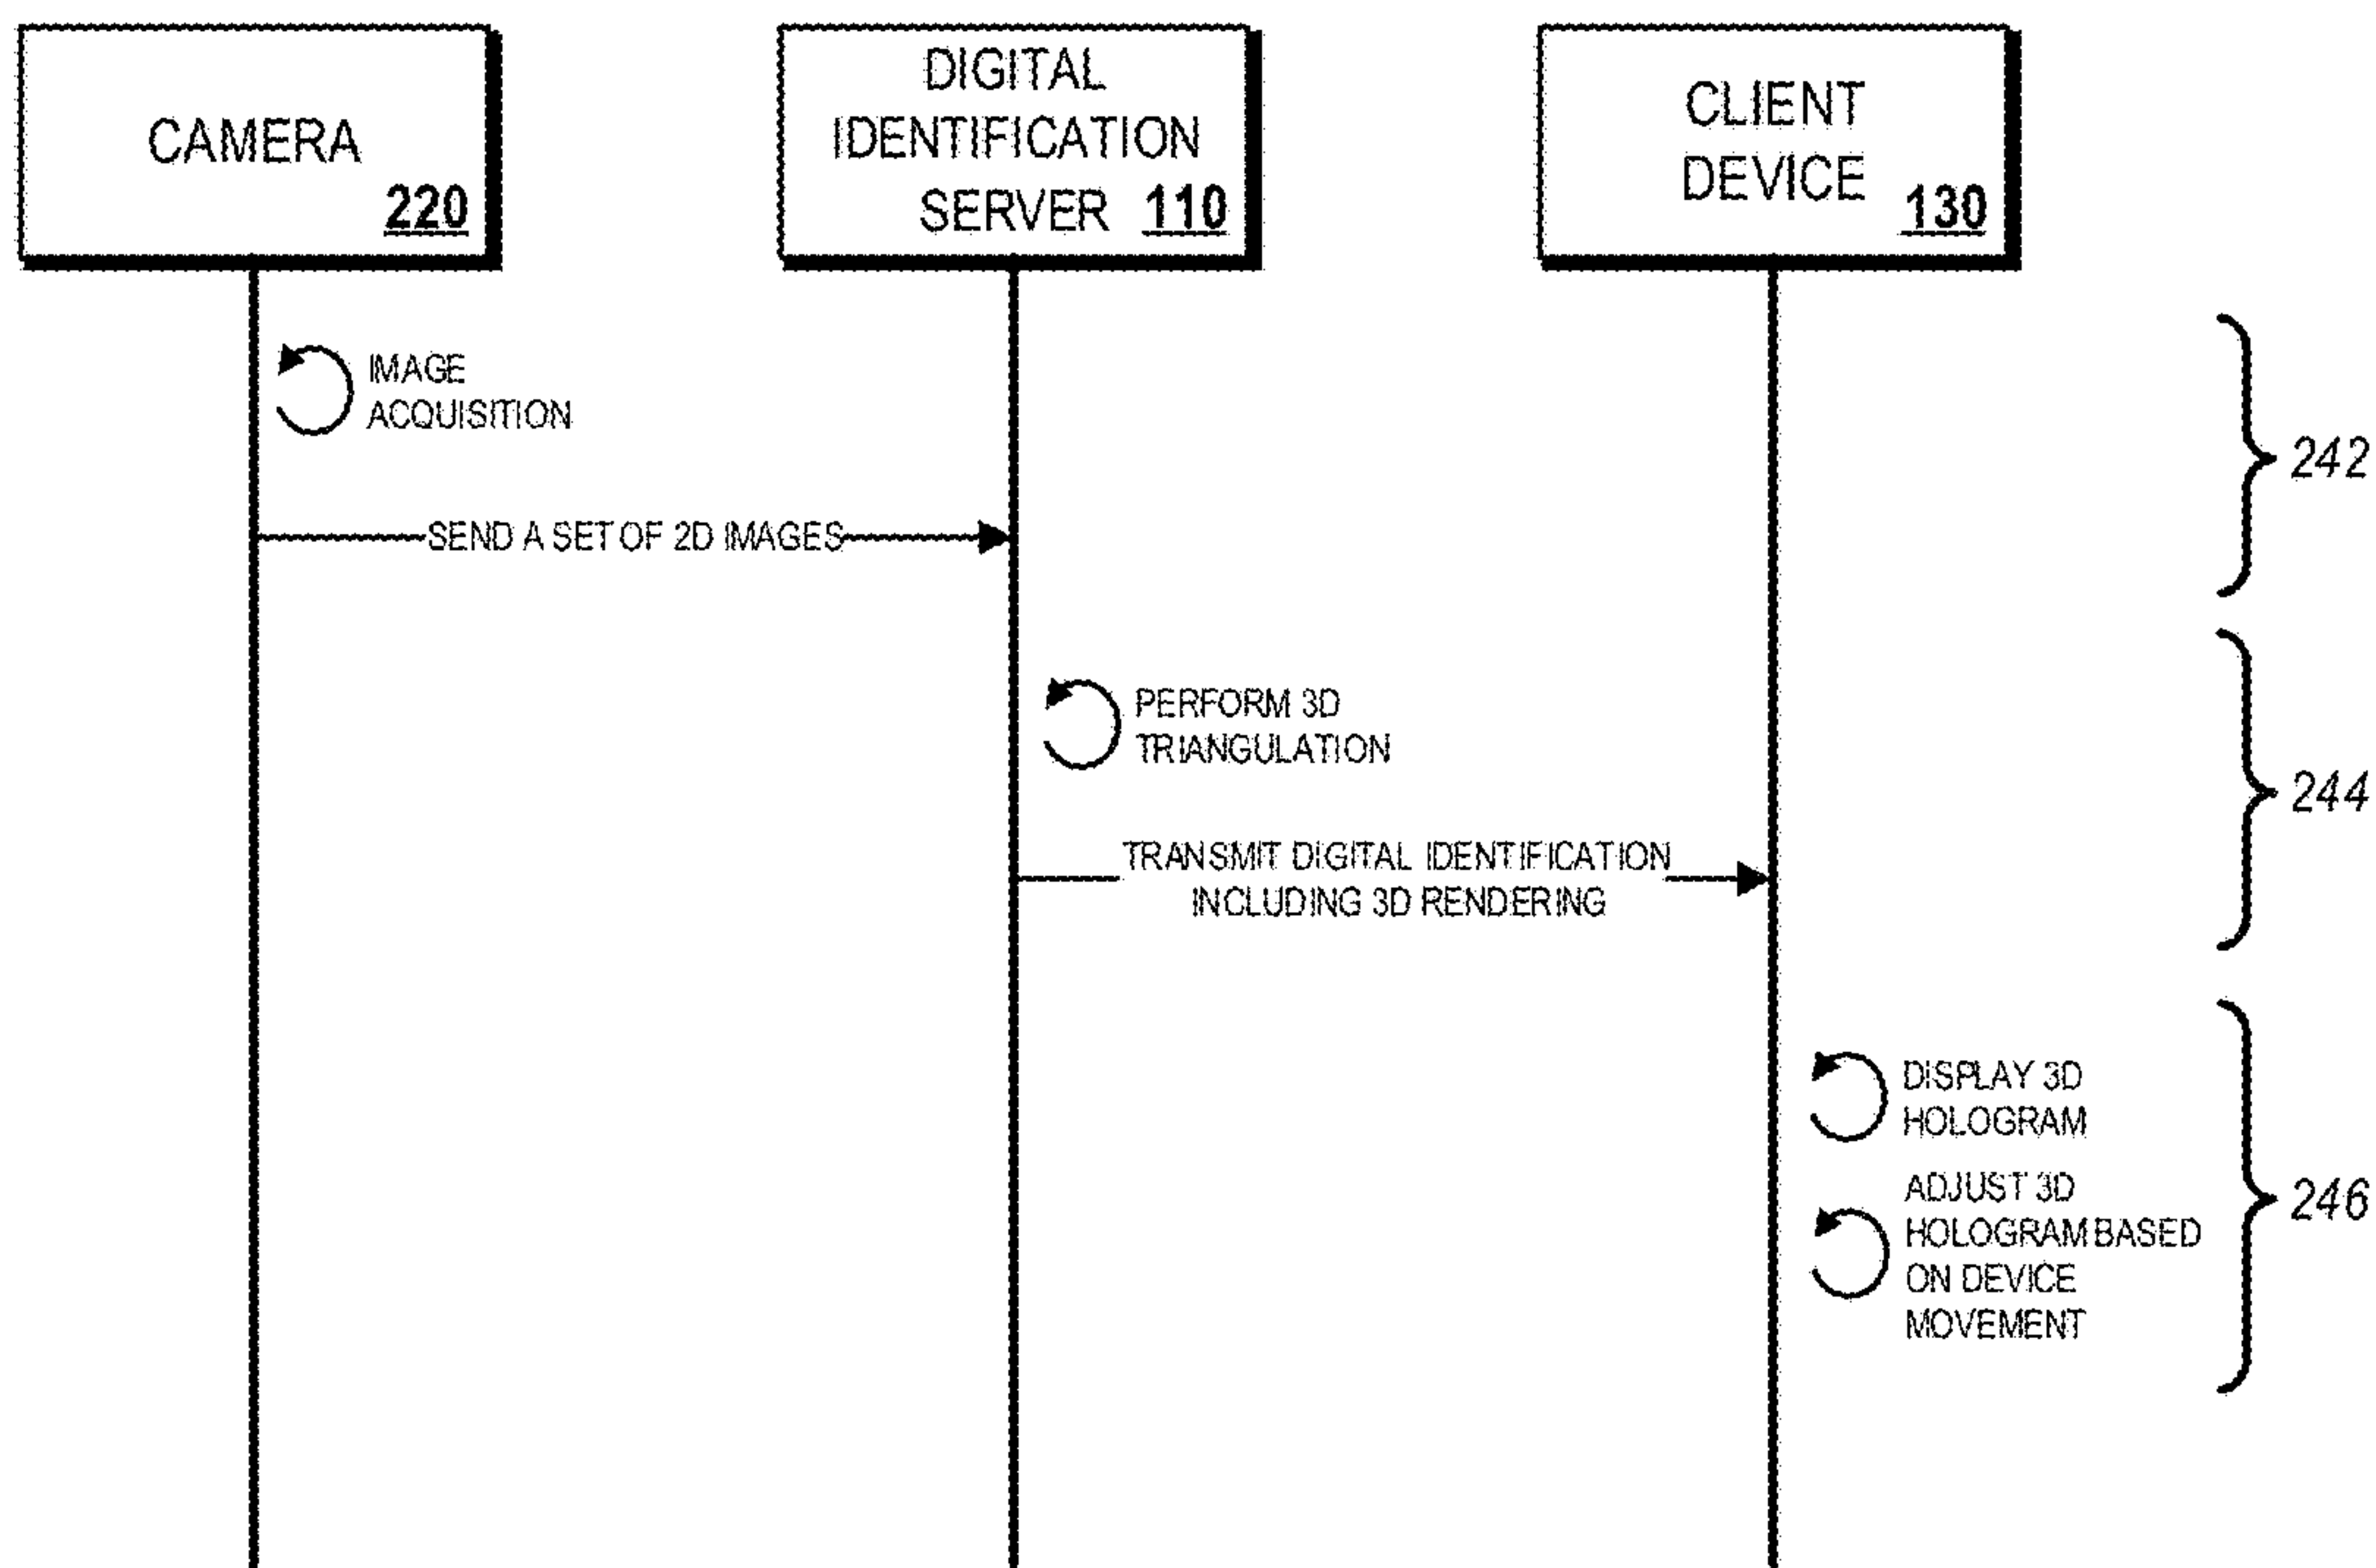 CAMERA
220
DIGITAL
IDENTIFICATION
SERVER 110
CLIENT
DEVICE
130
IMAGE
ACQUISITION
242
SEND A SET OF 2D IMAGES
PERFORM 3D
TRIANGULATION
244
TRANSMIT DIGITAL IDENTIFICATION
INCLUDING 3D RENDERING
DISPLAY 3D
HOLOGRAM
ADJUST 3D
HOLOGRAM BASED
ON DEVICE
MOVEMENT
246